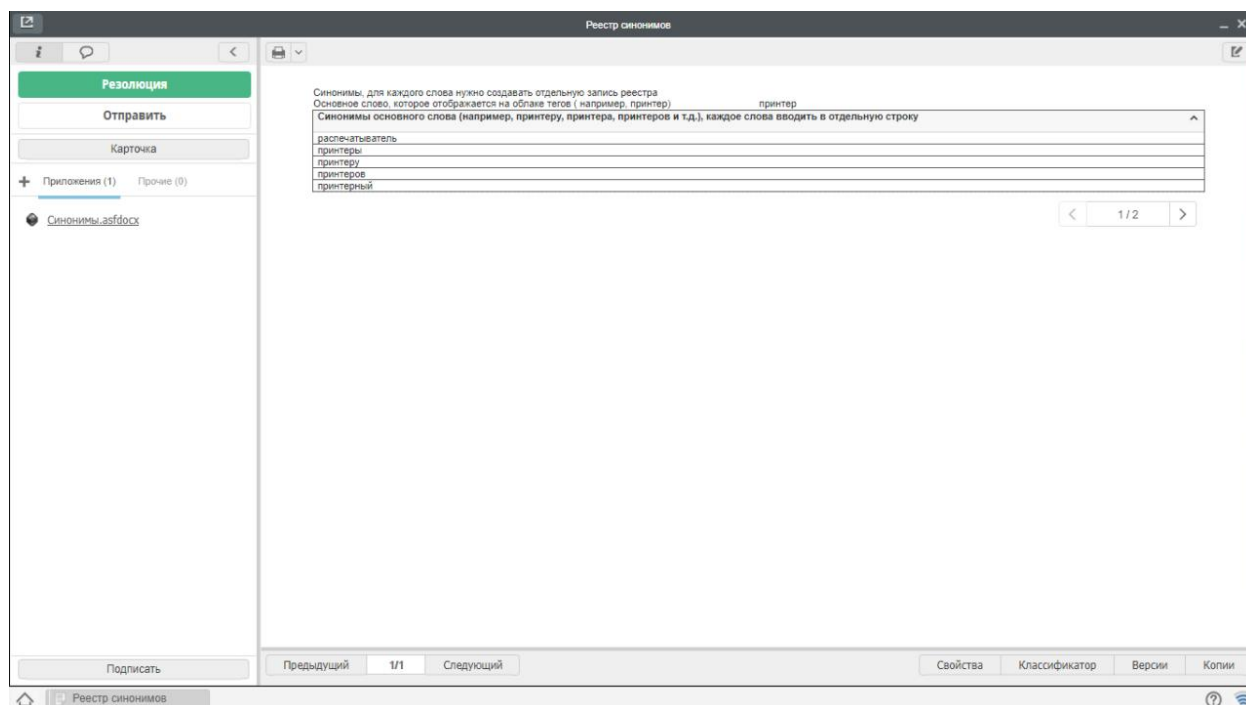 Реестр синонимов
Резолюция
Отправить
Карточка
Приложения (1) Прочие (0)
Синонимы.asfdocx
Подписать
Синонимы, для каждого слова нужно создавать отдельную запись реестра
Основное слово, которое отображается на облаке тегов ( например, принтер) принтер
Синонимы основного слова (например, принтеру, принтера, принтеров и т.д.), каждое слова вводить в отдельную строку
распечатыватель
принтеры
принтеру
принтеров
принтерный
1 / 2
Предыдущий 1/1 Следующий
Свойства Классификатор Версии Копии
Реестр синонимов